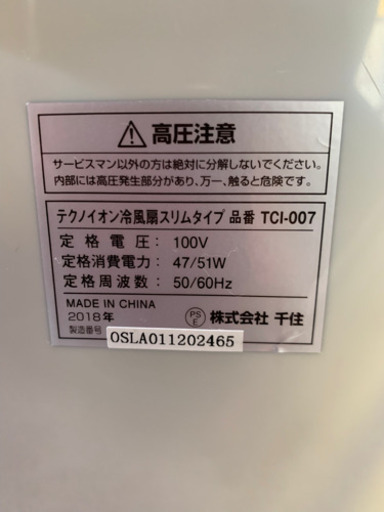 高圧注意
サービスマン以外の方は絶対に分解しないでください。
内部には高圧発生部分があり、万一、触ると危険です。
テクノイオン冷風扇スリムタイプ 品番 TCI-007
定格電圧: 100V
定格消費電力: 47/51W
定格周波数: 50/60Hz
MADE IN CHINA
2018年
PSE 株式会社 千住
製造番号 OSLA011202465